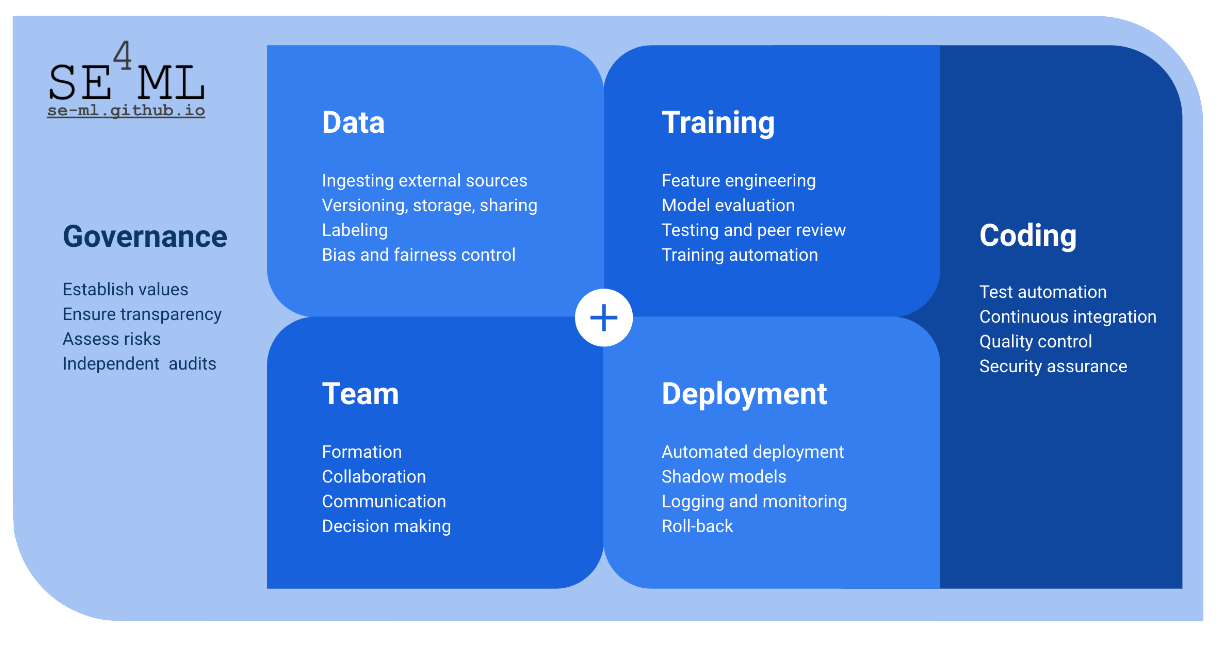 SE4ML
se-ml.github.io
Governance
Establish values
Ensure transparency
Assess risks
Independent  audits
Data
Ingesting external sources
Versioning, storage, sharing
Labeling
Bias and fairness control
Training
Feature engineering
Model evaluation
Testing and peer review
Training automation
Team
Formation
Collaboration
Communication
Decision making
Deployment
Automated deployment
Shadow models
Logging and monitoring
Roll-back
Coding
Test automation
Continuous integration
Quality control
Security assurance